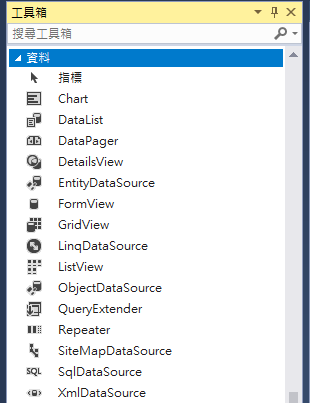 工具箱
搜尋工具箱
資料
指標
Chart
DataList
DataPager
DetailsView
EntityDataSource
FormView
GridView
LinqDataSource
ListView
ObjectDataSource
QueryExtender
Repeater
SiteMapDataSource
SQL SqlDataSource
XmlDataSource